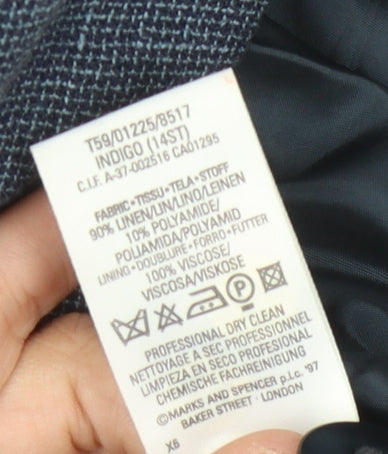 T59/01225/8517
INDIGO (14ST)
C.I.F. A-37-002516 CA01295
FABRIC•TISSU•TELA•STOFF
90% LINEN/LIN/LINO/LEINEN
10% POLYAMIDE/
POLIAMIDA/POLYAMID
LINING•DOUBLURE•FORRO•FUTTER
100% VISCOSE/
VISCOSA/VISKOSE
P
PROFESSIONAL DRY CLEAN
NETTOYAGE A SEC PROFESSIONNEL
LIMPIEZA EN SECO PROFESIONAL
CHEMISCHE FACHREINIGUNG
©MARKS AND SPENCER p.l.c. '97
BAKER STREET · LONDON
X6